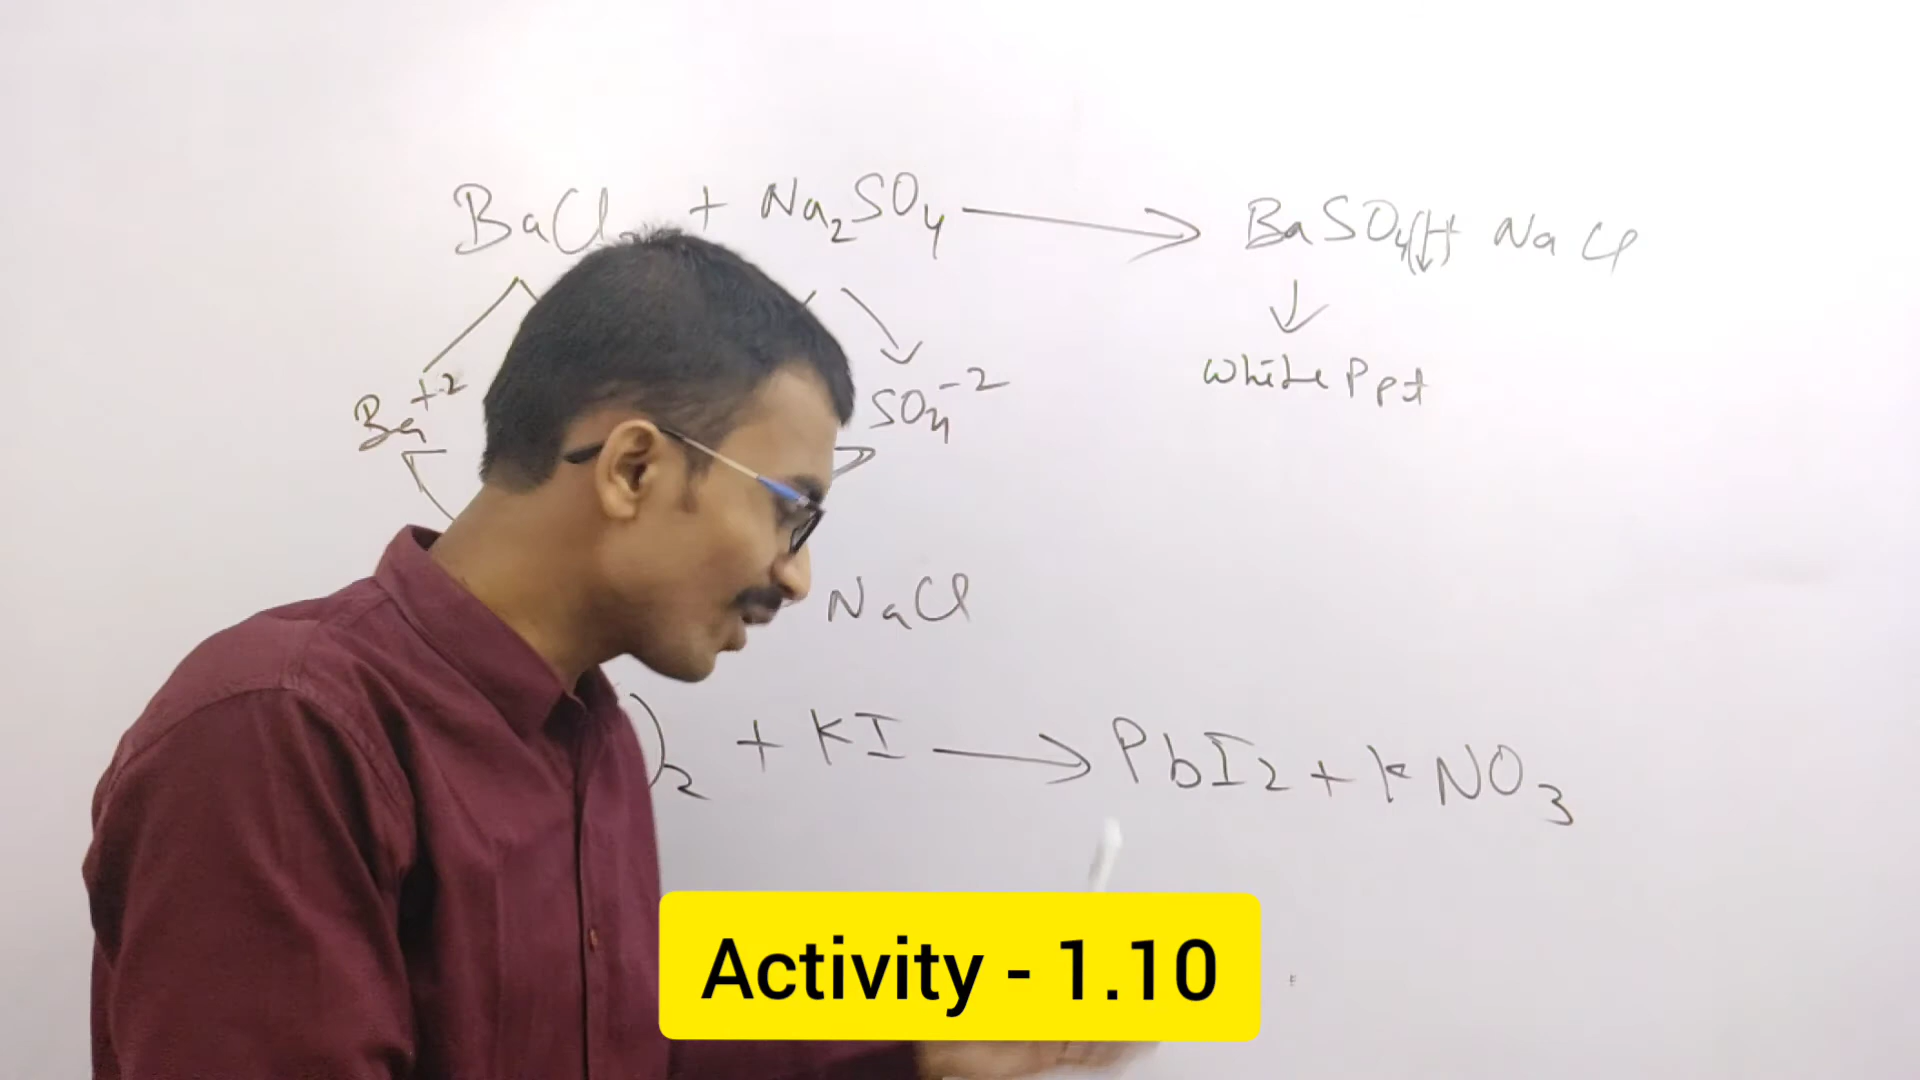 BaCl + Na₂SO₄ ⟶ BaSO₄(↓)+ NaCl
White Ppt
Ba⁺² SO₄⁻²
NaCl
)₂ + KI ⟶ PbI₂ + KNO₃
Activity - 1.10